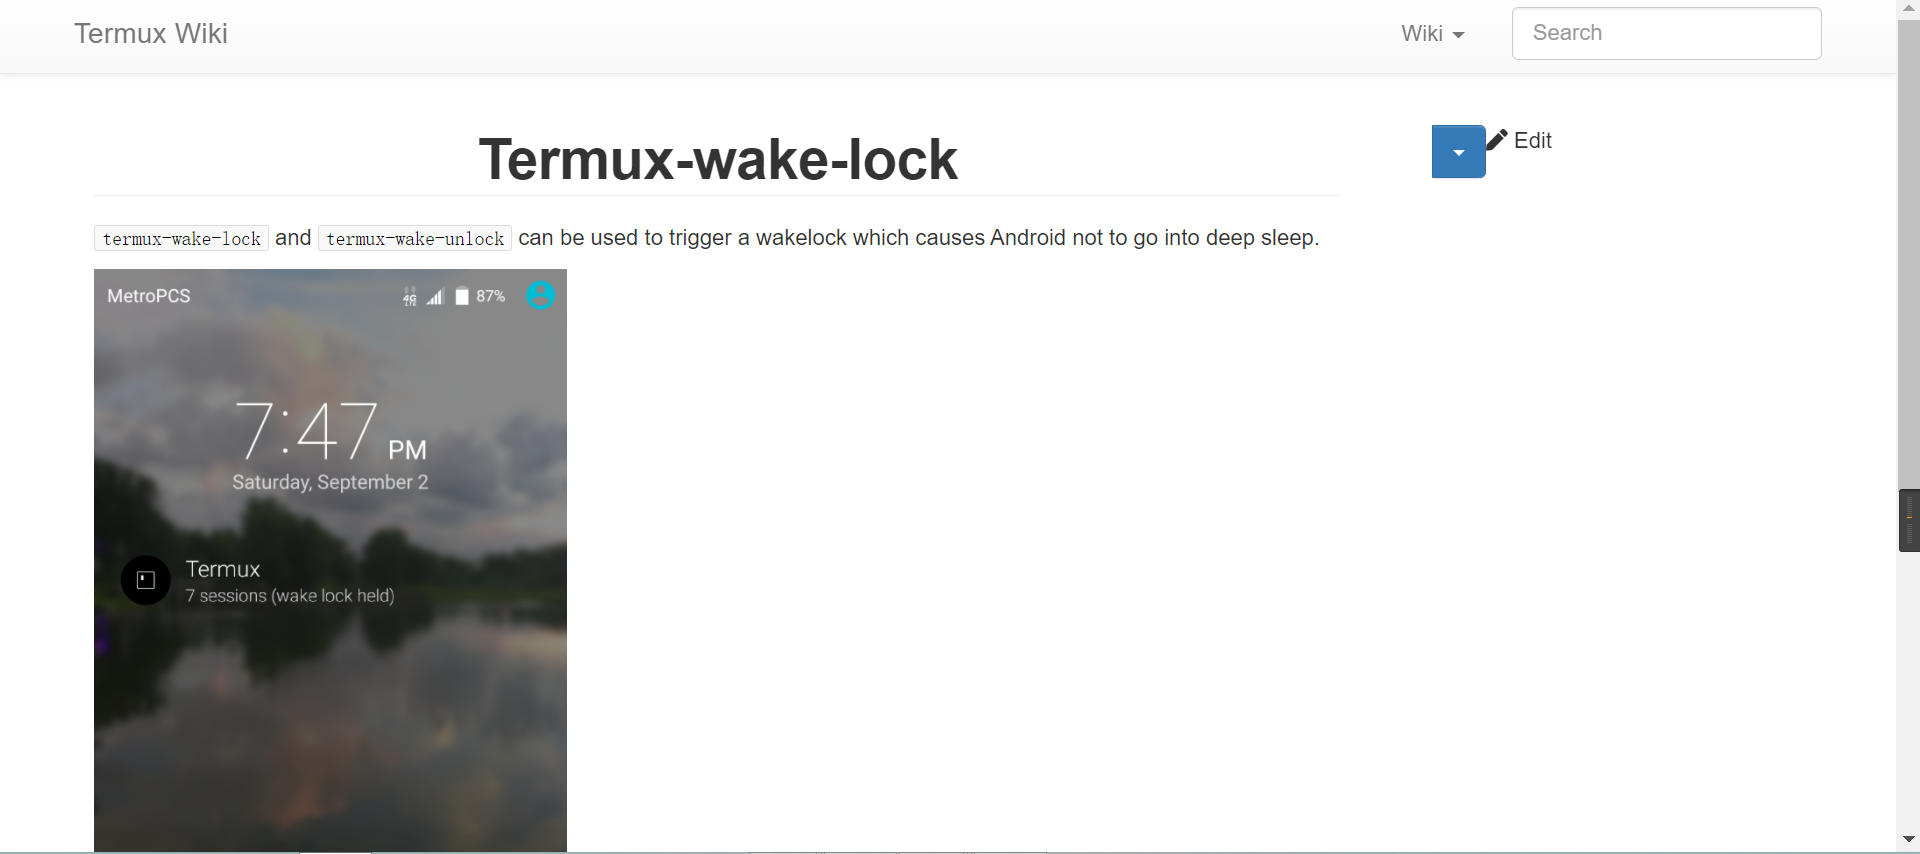 Termux Wiki
Wiki
Search
Termux-wake-lock
Edit
termux-wake-lock and termux-wake-unlock can be used to trigger a wakelock which causes Android not to go into deep sleep.
MetroPCS
4G LTE 87%
7:47 PM
Saturday, September 2
Termux
7 sessions (wake lock held)